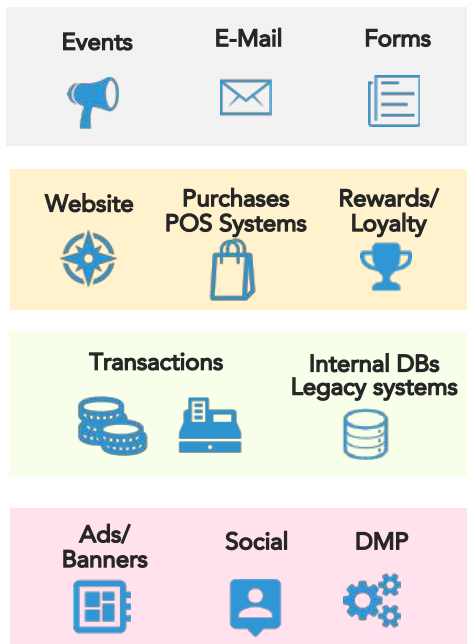 Events
E-Mail
Forms
Website
Purchases
POS Systems
Rewards/
Loyalty
Transactions
Internal DBs
Legacy systems
Ads/
Banners
Social
DMP